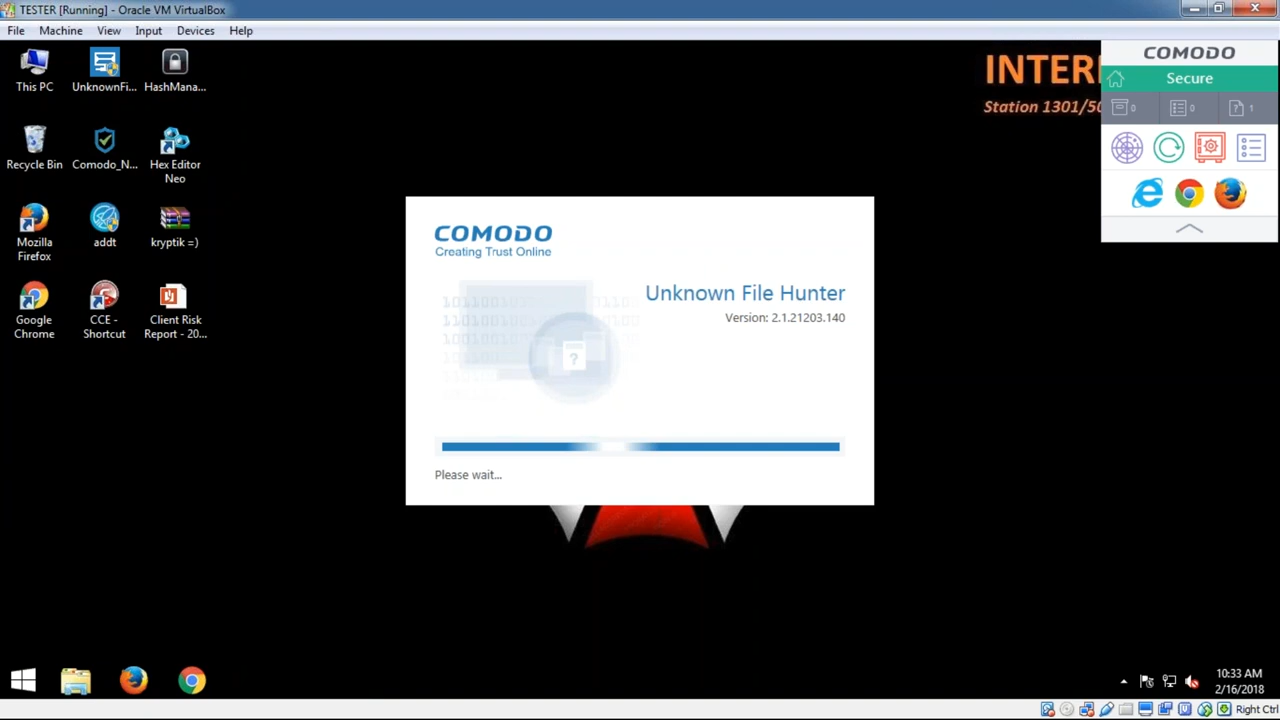 TESTER [Running] - Oracle VM VirtualBox
File Machine View Input Devices Help
This PC
UnknownFi...
HashMana...
Recycle Bin
Comodo_N...
Hex Editor
Neo
Mozilla
Firefox
addt
kryptik =)
Google
Chrome
CCE -
Shortcut
Client Risk
Report - 20...
INTER
Station 1301/50
COMODO
Secure
0
0
? 1
COMODO
Creating Trust Online
Unknown File Hunter
Version: 2.1.21203.140
?
Please wait...
10:33 AM
2/16/2018
Right Ctrl